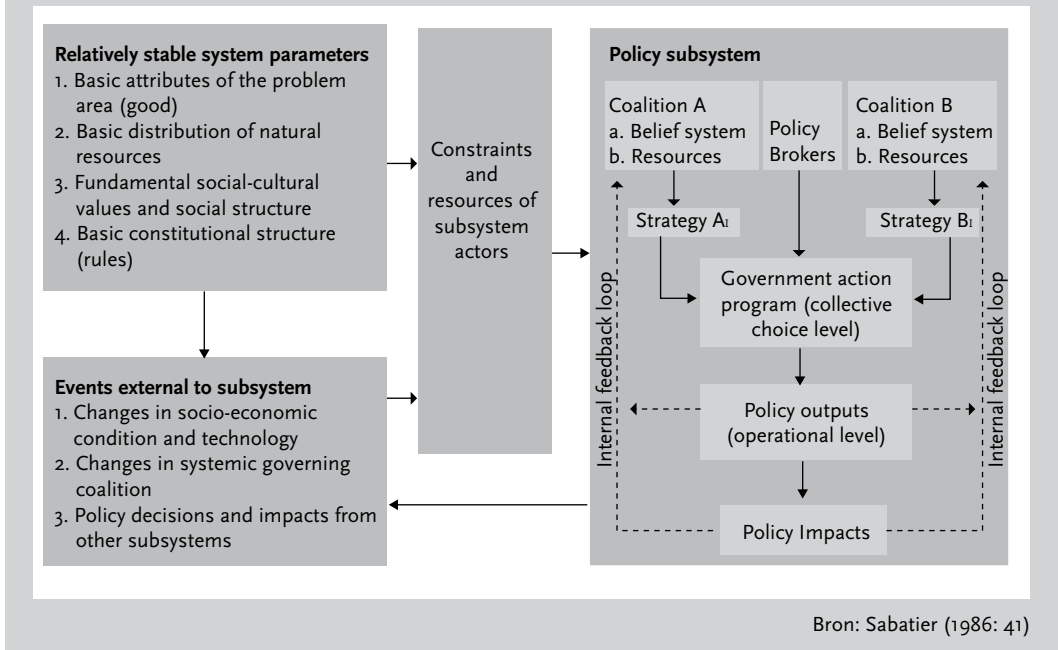 Relatively stable system parameters
1. Basic attributes of the problem
area (good)
2. Basic distribution of natural
resources
3. Fundamental social-cultural
values and social structure
4. Basic constitutional structure
(rules)
Events external to subsystem
1. Changes in socio-economic
condition and technology
2. Changes in systemic governing
coalition
3. Policy decisions and impacts from
other subsystems
Constraints
and
resources of
subsystem
actors
Policy subsystem
Coalition A
a. Belief system
b. Resources
Policy
Brokers
Coalition B
a. Belief system
b. Resources
Strategy A1
Strategy B1
Government action
program (collective
choice level)
Internal feedback loop
Internal feedback loop
Policy outputs
(operational level)
Policy Impacts
Bron: Sabatier (1986: 41)